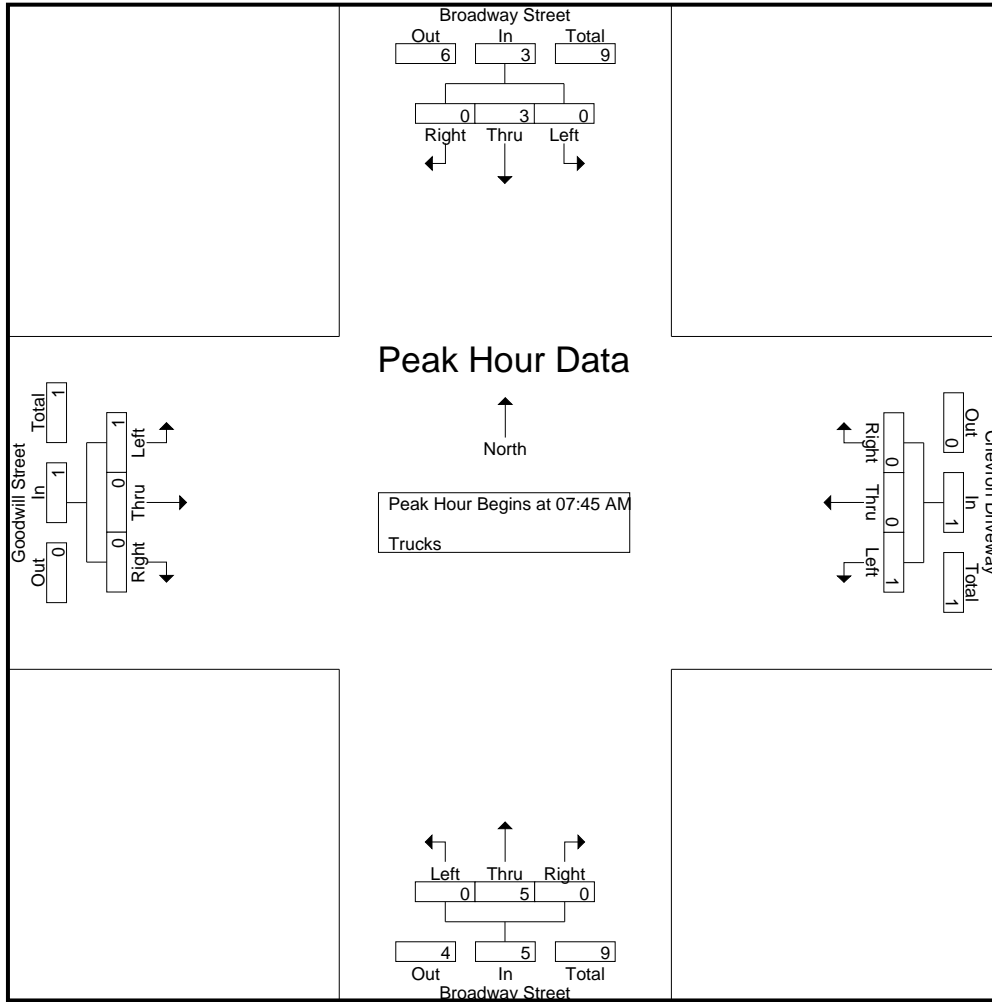 Broadway Street
Out In Total
6 3 9
0 3 0
Right Thru Left
Peak Hour Data
North
Peak Hour Begins at 07:45 AM
Trucks
Goodwill Street
Out In Total
0 1 1
Right Thru Left
0 0 1
Chevron Driveway
Out In Total
0 1 1
Right Thru Left
0 0 1
Left Thru Right
0 5 0
4 5 9
Out In Total
Broadway Street